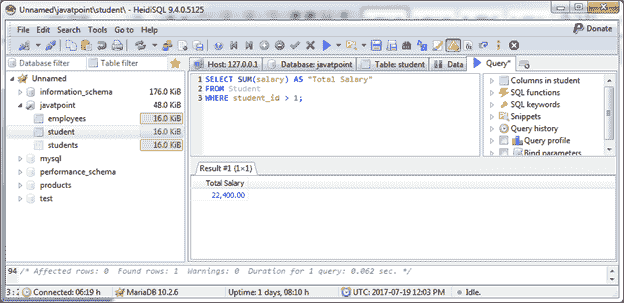 Unnamed\javatpoint\student\ - HeidiSQL 9.4.0.5125
File Edit Search Tools Go to Help
Donate
Database filter Table filter
Host: 127.0.0.1 Database: javatpoint Table: student Data Query*
Unnamed
information_schema 176.0 KiB
javatpoint 48.0 KiB
employees 16.0 KiB
student 16.0 KiB
students 16.0 KiB
mysql
performance_schema
products
test
1 SELECT SUM(salary) AS "Total Salary"
2 FROM Student
3 WHERE student_id > 1;
Columns in student
SQL functions
SQL keywords
Snippets
Query history
Query profile
Bind parameters
Result #1 (1×1)
Total Salary
22,400.00
94 /* Affected rows: 0 Found rows: 1 Warnings: 0 Duration for 1 query: 0.062 sec. */
3 : Connected: 06:19 h MariaDB 10.2.6 Uptime: 1 days, 08:10 h UTC: 2017-07-19 12:03 PM Idle.